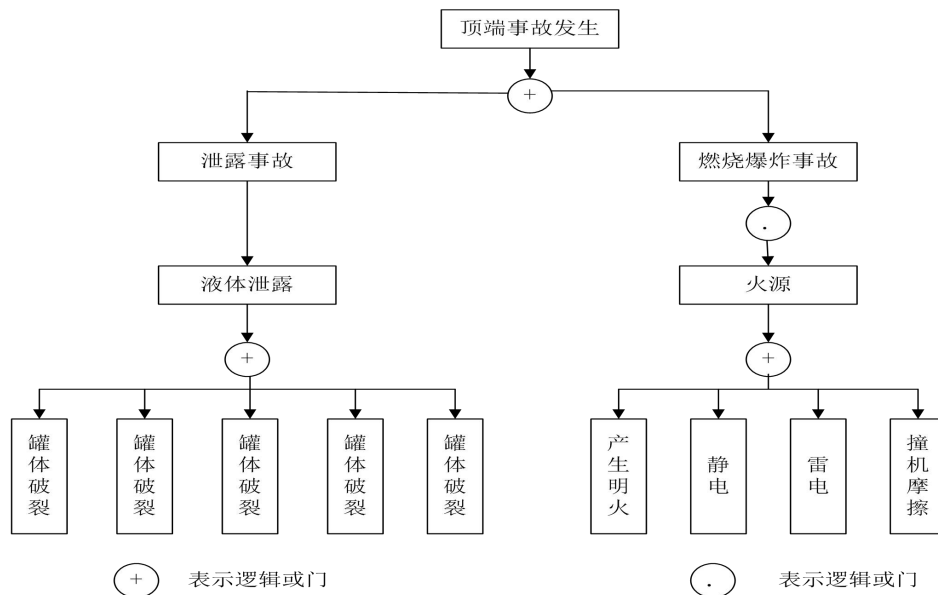 顶端事故发生
+
泄露事故
燃烧爆炸事故
.
液体泄露
火源
+
+
罐体破裂
罐体破裂
罐体破裂
罐体破裂
罐体破裂
产生明火
静电
雷电
撞机摩擦
+ 表示逻辑或门
. 表示逻辑或门